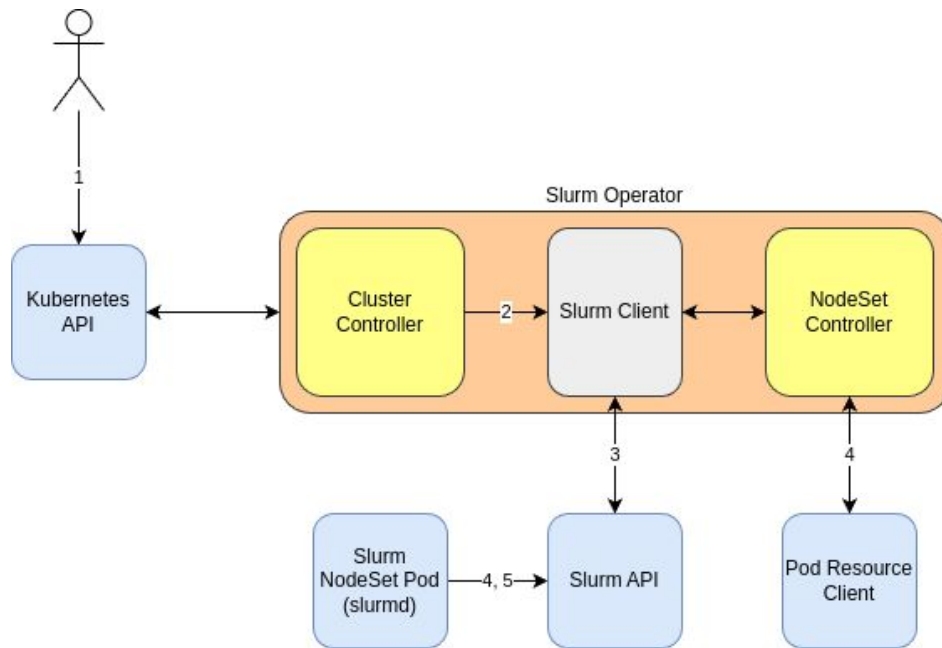 Slurm Operator
1
Kubernetes
API
Cluster
Controller
2
Slurm Client
NodeSet
Controller
3
4
Slurm
NodeSet Pod
(slurmd)
4, 5
Slurm API
Pod Resource
Client